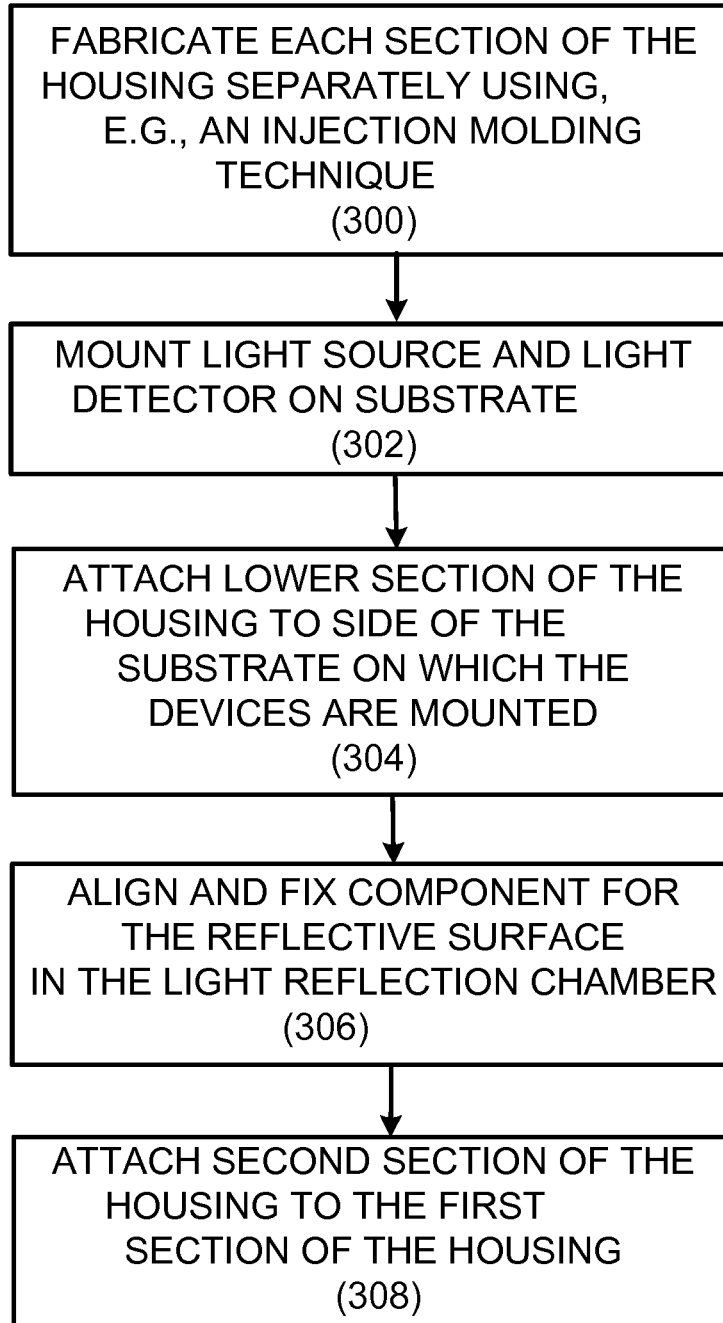 FABRICATE EACH SECTION OF THE
HOUSING SEPARATELY USING,
E.G., AN INJECTION MOLDING
TECHNIQUE
(300)
MOUNT LIGHT SOURCE AND LIGHT
DETECTOR ON SUBSTRATE
(302)
ATTACH LOWER SECTION OF THE
HOUSING TO SIDE OF THE
SUBSTRATE ON WHICH THE
DEVICES ARE MOUNTED
(304)
ALIGN AND FIX COMPONENT FOR
THE REFLECTIVE SURFACE
IN THE LIGHT REFLECTION CHAMBER
(306)
ATTACH SECOND SECTION OF THE
HOUSING TO THE FIRST
SECTION OF THE HOUSING
(308)